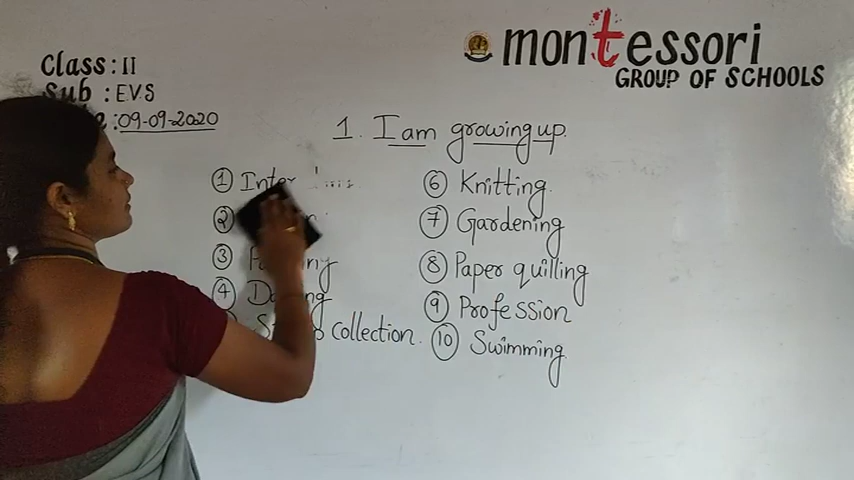 montessori
GROUP OF SCHOOLS
Class : II
Sub : EVS
: 09-09-2020
1. I am growing up.
①
②
③
④
collection.
⑥ Knitting.
⑦ Gardening
⑧ Paper quilling
⑨ Profession
⑩ Swimming